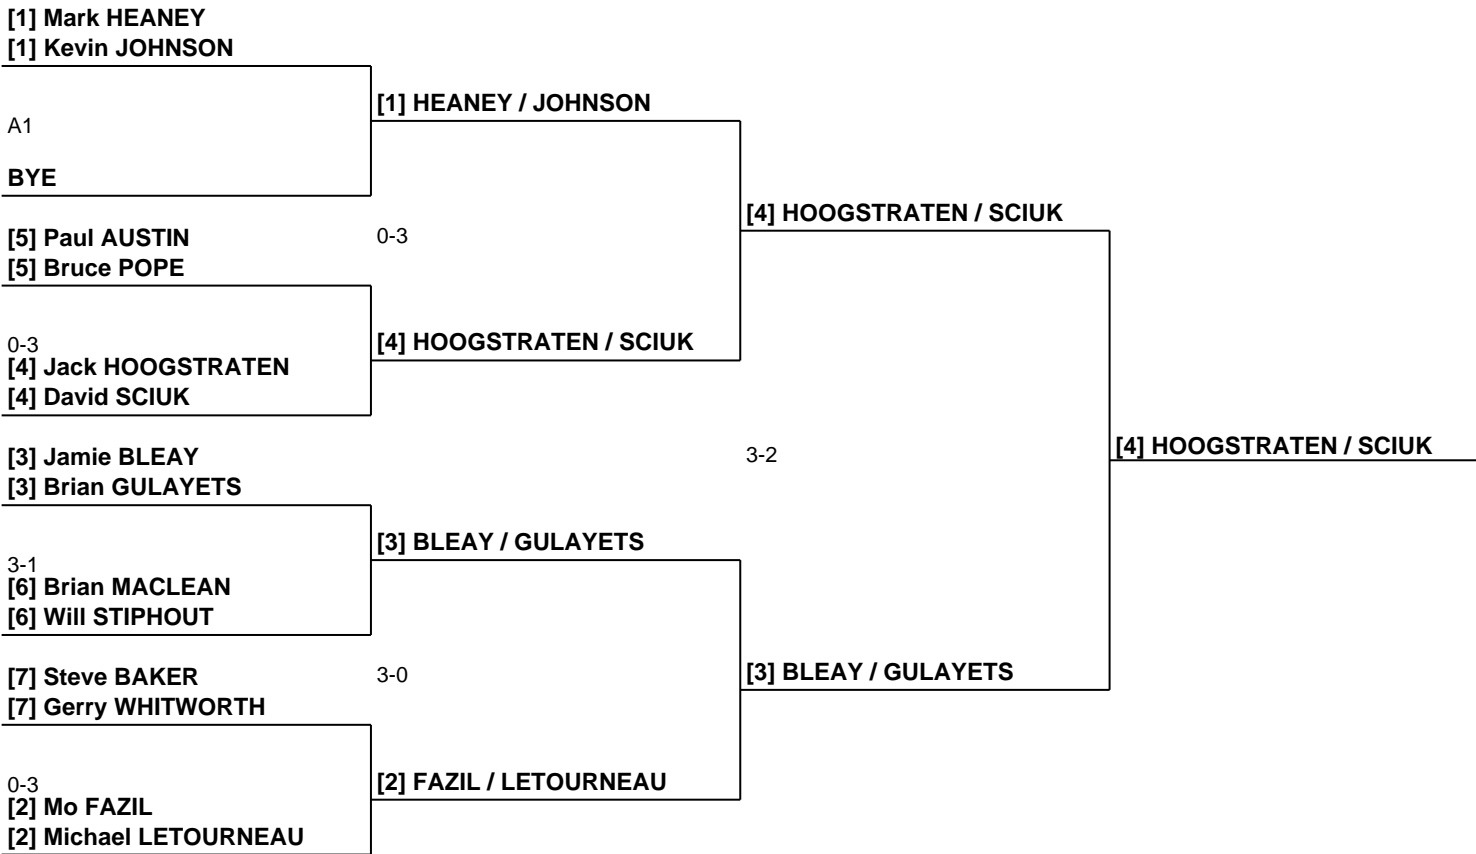 [1] Mark HEANEY
[1] Kevin JOHNSON
[1] HEANEY / JOHNSON
A1
BYE
[4] HOOGSTRATEN / SCIUK
[5] Paul AUSTIN
0-3
[5] Bruce POPE
0-3
[4] HOOGSTRATEN / SCIUK
[4] Jack HOOGSTRATEN
[4] David SCIUK
[3] Jamie BLEAY
3-2
[4] HOOGSTRATEN / SCIUK
[3] Brian GULAYETS
[3] BLEAY / GULAYETS
3-1
[6] Brian MACLEAN
[6] Will STIPHOUT
[7] Steve BAKER
3-0
[3] BLEAY / GULAYETS
[7] Gerry WHITWORTH
0-3
[2] FAZIL / LETOURNEAU
[2] Mo FAZIL
[2] Michael LETOURNEAU